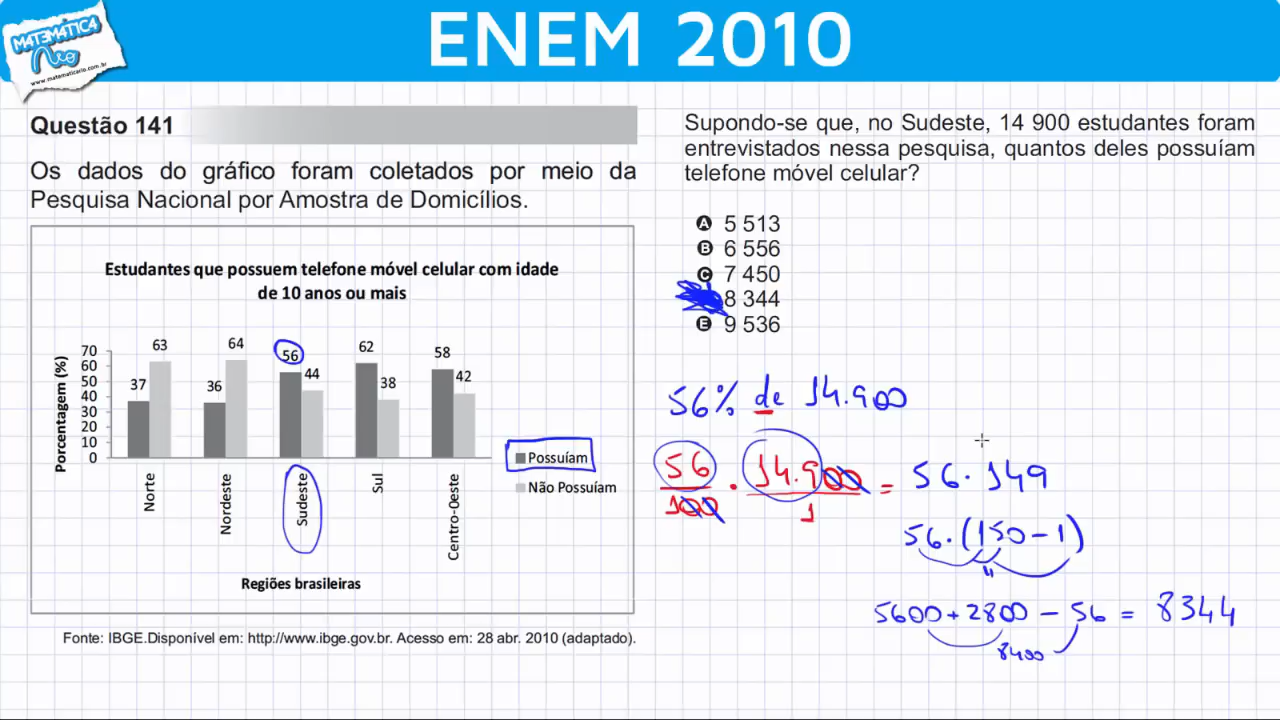 MATEMÁTICA
Rio
www.matematicario.com.br
ENEM 2010
Questão 141
Os dados do gráfico foram coletados por meio da
Pesquisa Nacional por Amostra de Domicílios.
Estudantes que possuem telefone móvel celular com idade
de 10 anos ou mais
Porcentagem (%)
70
60
50
40
30
20
10
0
37
63
36
64
56
44
62
38
58
42
Norte
Nordeste
Sudeste
Sul
Centro-0este
Possuíam
Não Possuíam
Regiões brasileiras
Fonte: IBGE.Disponível em: http://www.ibge.gov.br. Acesso em: 28 abr. 2010 (adaptado).
Supondo-se que, no Sudeste, 14 900 estudantes foram
entrevistados nessa pesquisa, quantos deles possuíam
telefone móvel celular?
A 5 513
B 6 556
C 7 450
8 344
E 9 536
56% de 14.900
56/100 · 14.900/1 = 56·149
56·(150-1)
5600+2800-56 = 8344
8400